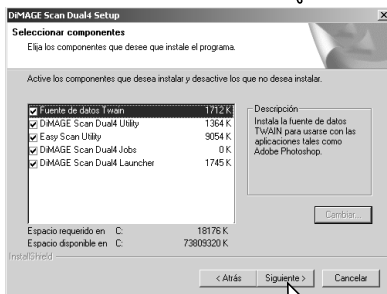 DiMAGE Scan Dual4 Setup
Seleccionar componentes
Elija los componentes que desee que instale el programa.
Active los componentes que desea instalar y desactive los que no desea instalar.
Fuente de datos Twain 1712 K
DiMAGE Scan Dual4 Utility 1364 K
Easy Scan Utility 9054 K
DiMAGE Scan Dual4 Jobs 0 K
DiMAGE Scan Dual4 Launcher 1745 K
Descripción
Instala la fuente de datos
TWAIN para usarse con las
aplicaciones tales como
Adobe Photoshop.
Cambiar...
Espacio requerido en C: 18176 K
Espacio disponible en C: 73809320 K
InstallShield
< Atrás Siguiente > Cancelar